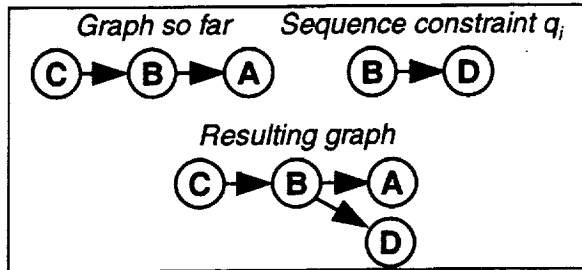 Graph so far Sequence constraint qi
C B A B D
Resulting graph
C B A
D